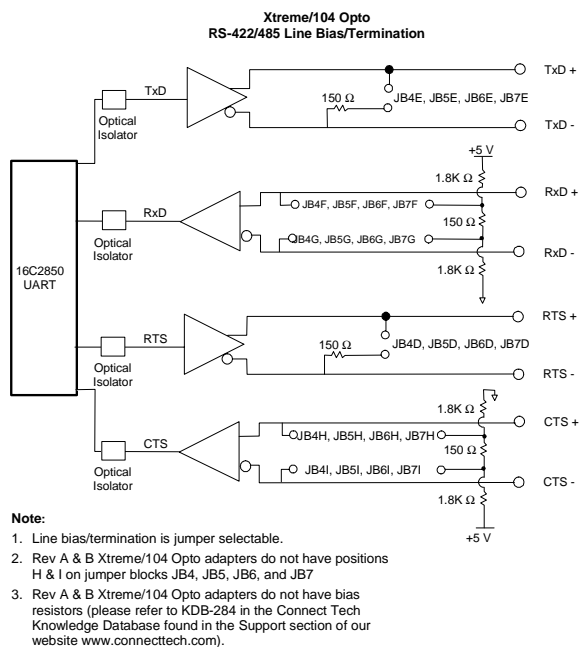 Xtreme/104 Opto
RS-422/485 Line Bias/Termination
TxD
Optical
Isolator
150 Ω
JB4E, JB5E, JB6E, JB7E
TxD +
TxD -
+5 V
1.8K Ω
RxD
Optical
Isolator
JB4F, JB5F, JB6F, JB7F
150 Ω
JB4G, JB5G, JB6G, JB7G
1.8K Ω
RxD +
RxD -
16C2850
UART
RTS
Optical
Isolator
150 Ω
JB4D, JB5D, JB6D, JB7D
RTS +
RTS -
1.8K Ω
CTS
Optical
Isolator
JB4H, JB5H, JB6H, JB7H
150 Ω
JB4I, JB5I, JB6I, JB7I
1.8K Ω
+5 V
CTS +
CTS -
Note:
1. Line bias/termination is jumper selectable.
2. Rev A & B Xtreme/104 Opto adapters do not have positions
H & I on jumper blocks JB4, JB5, JB6, and JB7
3. Rev A & B Xtreme/104 Opto adapters do not have bias
resistors (please refer to KDB-284 in the Connect Tech
Knowledge Database found in the Support section of our
website www.connecttech.com).